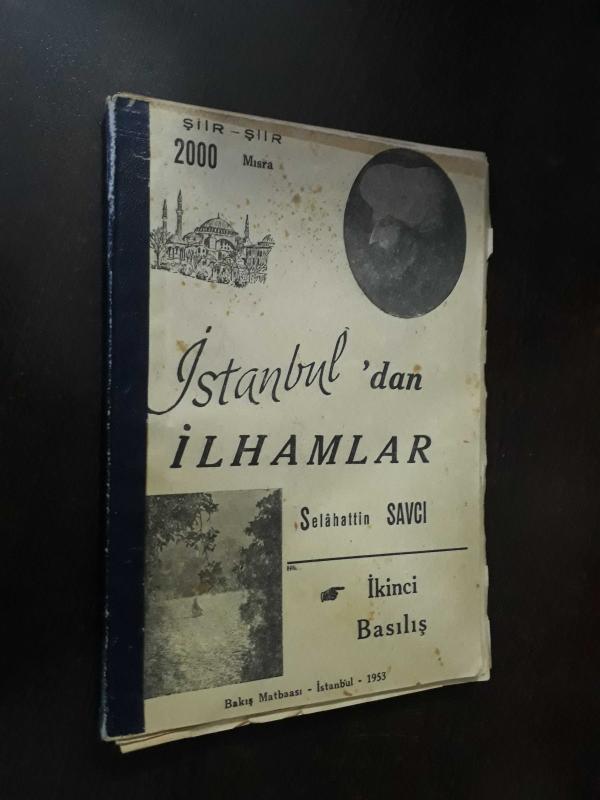 ŞİİR - ŞİİR
2000 Mısra
İstanbul 'dan
İLHAMLAR
Selâhattin SAVCI
İkinci
Basılış
Bakış Matbaası - İstanbul - 1953